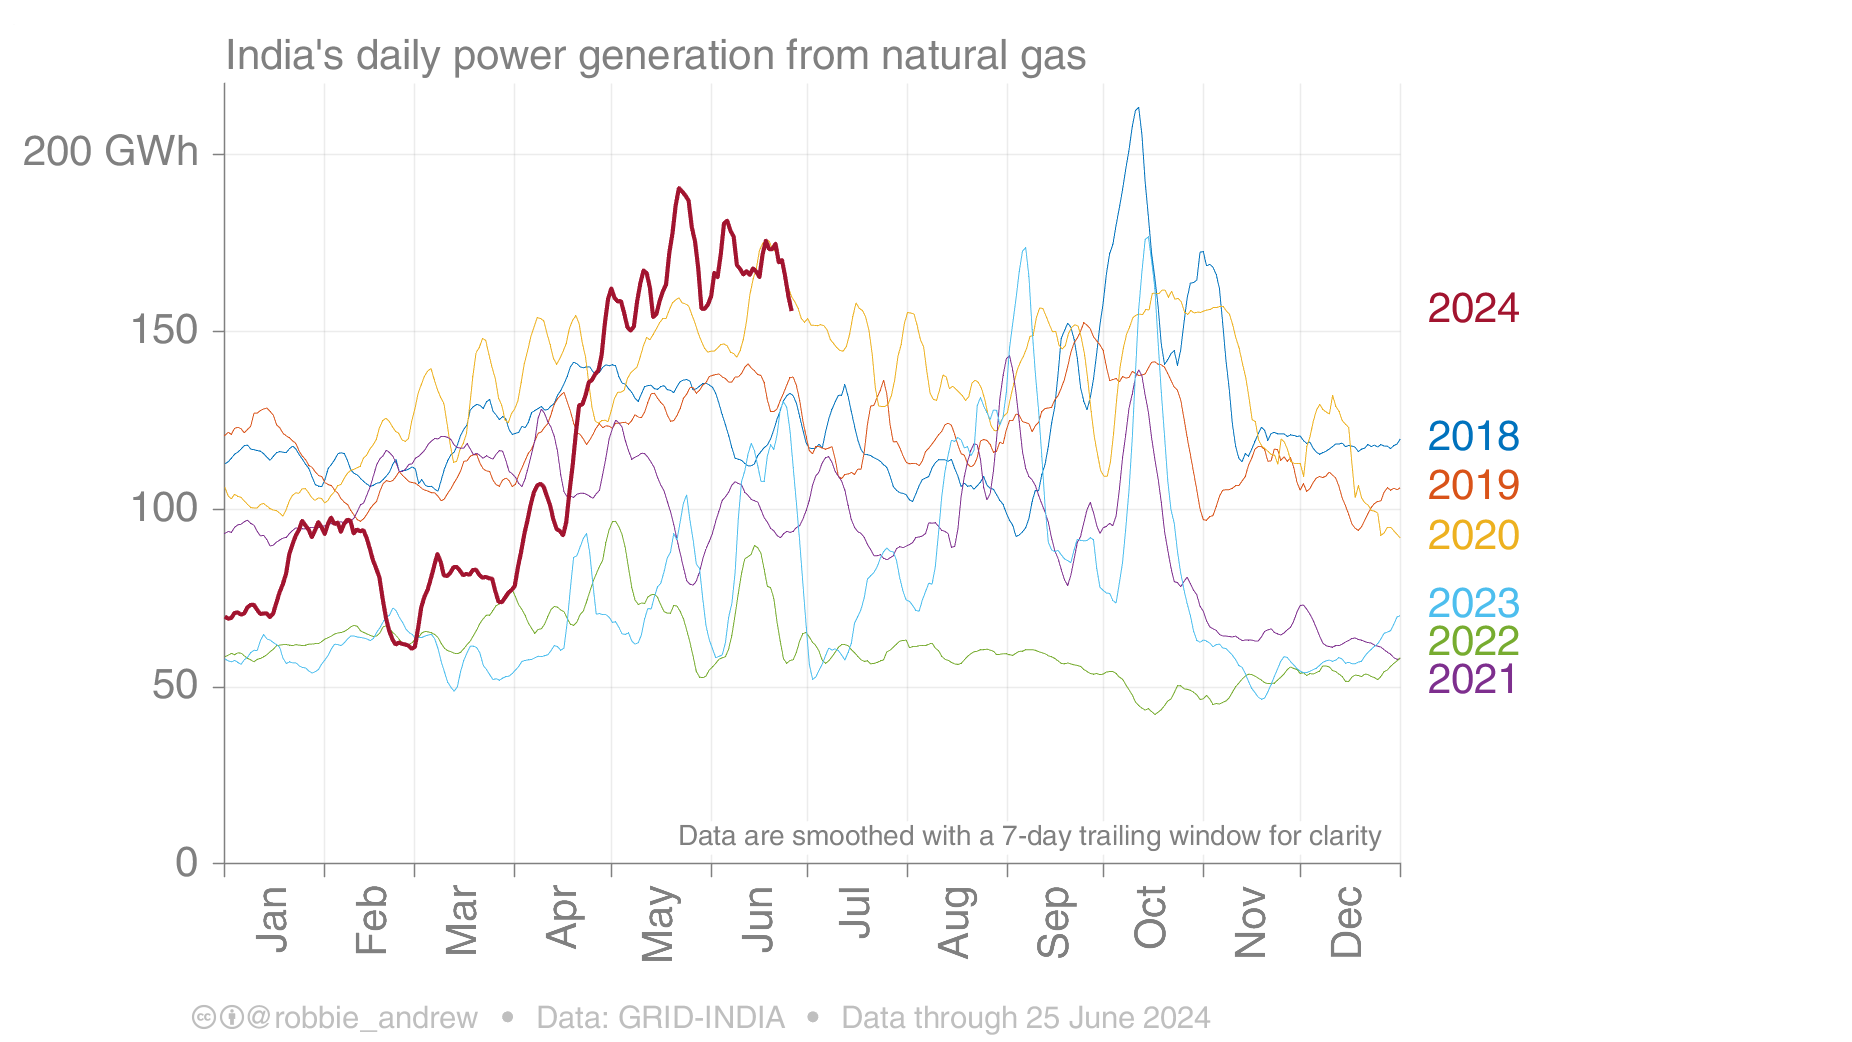 India's daily power generation from natural gas
200 GWh
150
100
50
0
2024
2018
2019
2020
2023
2022
2021
Data are smoothed with a 7-day trailing window for clarity
Jan Feb Mar Apr May Jun Jul Aug Sep Oct Nov Dec
cc @robbie_andrew • Data: GRID-INDIA • Data through 25 June 2024